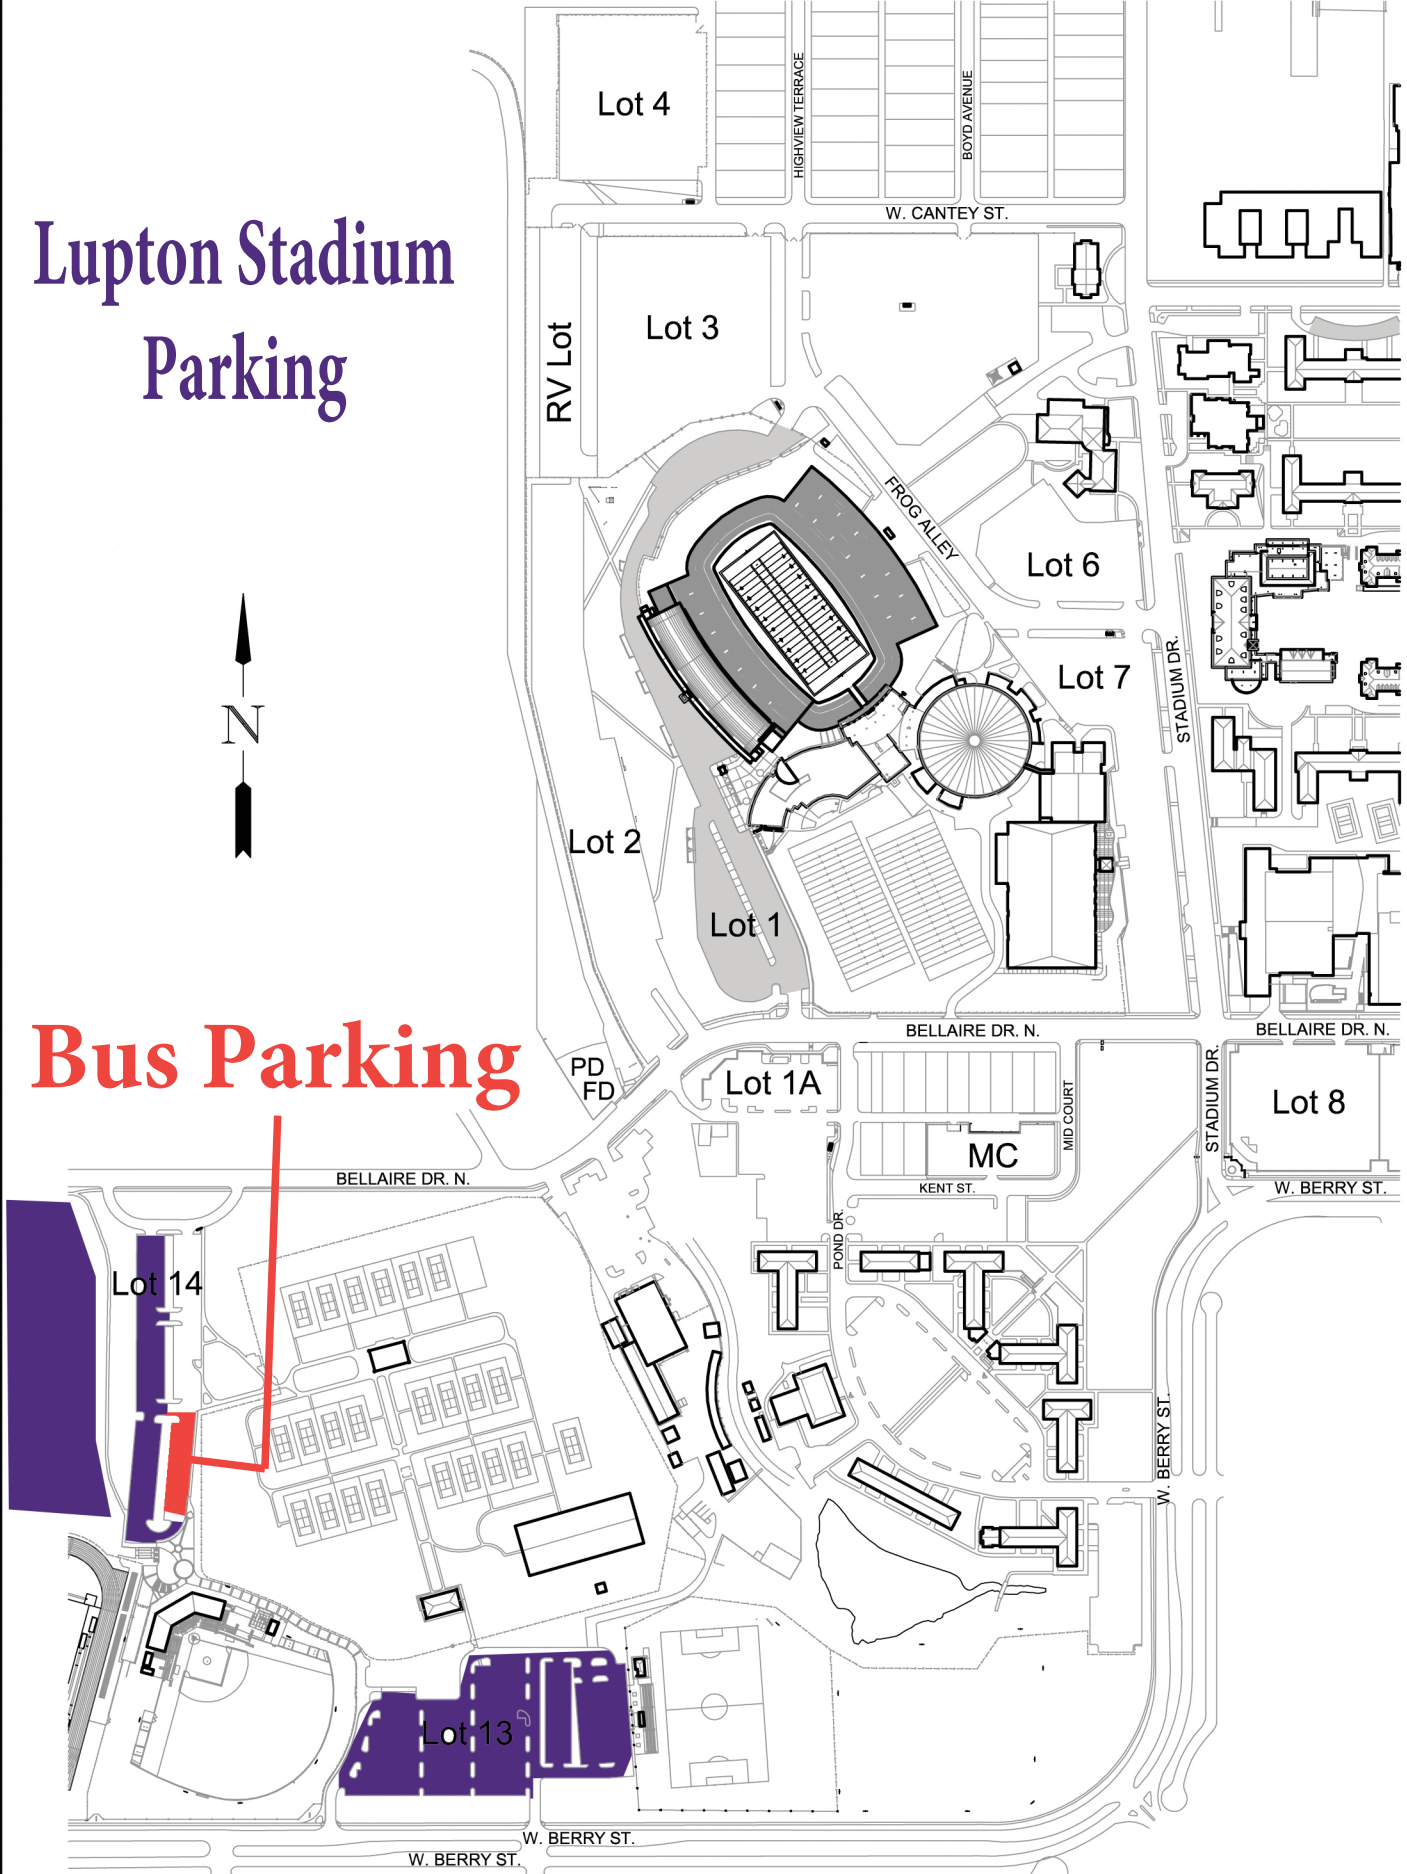 Lot 4
HIGHVIEW TERRACE
BOYD AVENUE
W. CANTEY ST.
Lupton Stadium
Parking
RV Lot
Lot 3
FROG ALLEY
Lot 6
Lot 7
STADIUM DR.
N
Lot 2
Lot 1
Bus Parking
BELLAIRE DR. N.
BELLAIRE DR. N.
PD
FD
Lot 1A
MID COURT
STADIUM DR.
Lot 8
MC
BELLAIRE DR. N.
KENT ST.
W. BERRY ST.
POND DR.
Lot 14
W. BERRY ST.
Lot 13
W. BERRY ST.
W. BERRY ST.